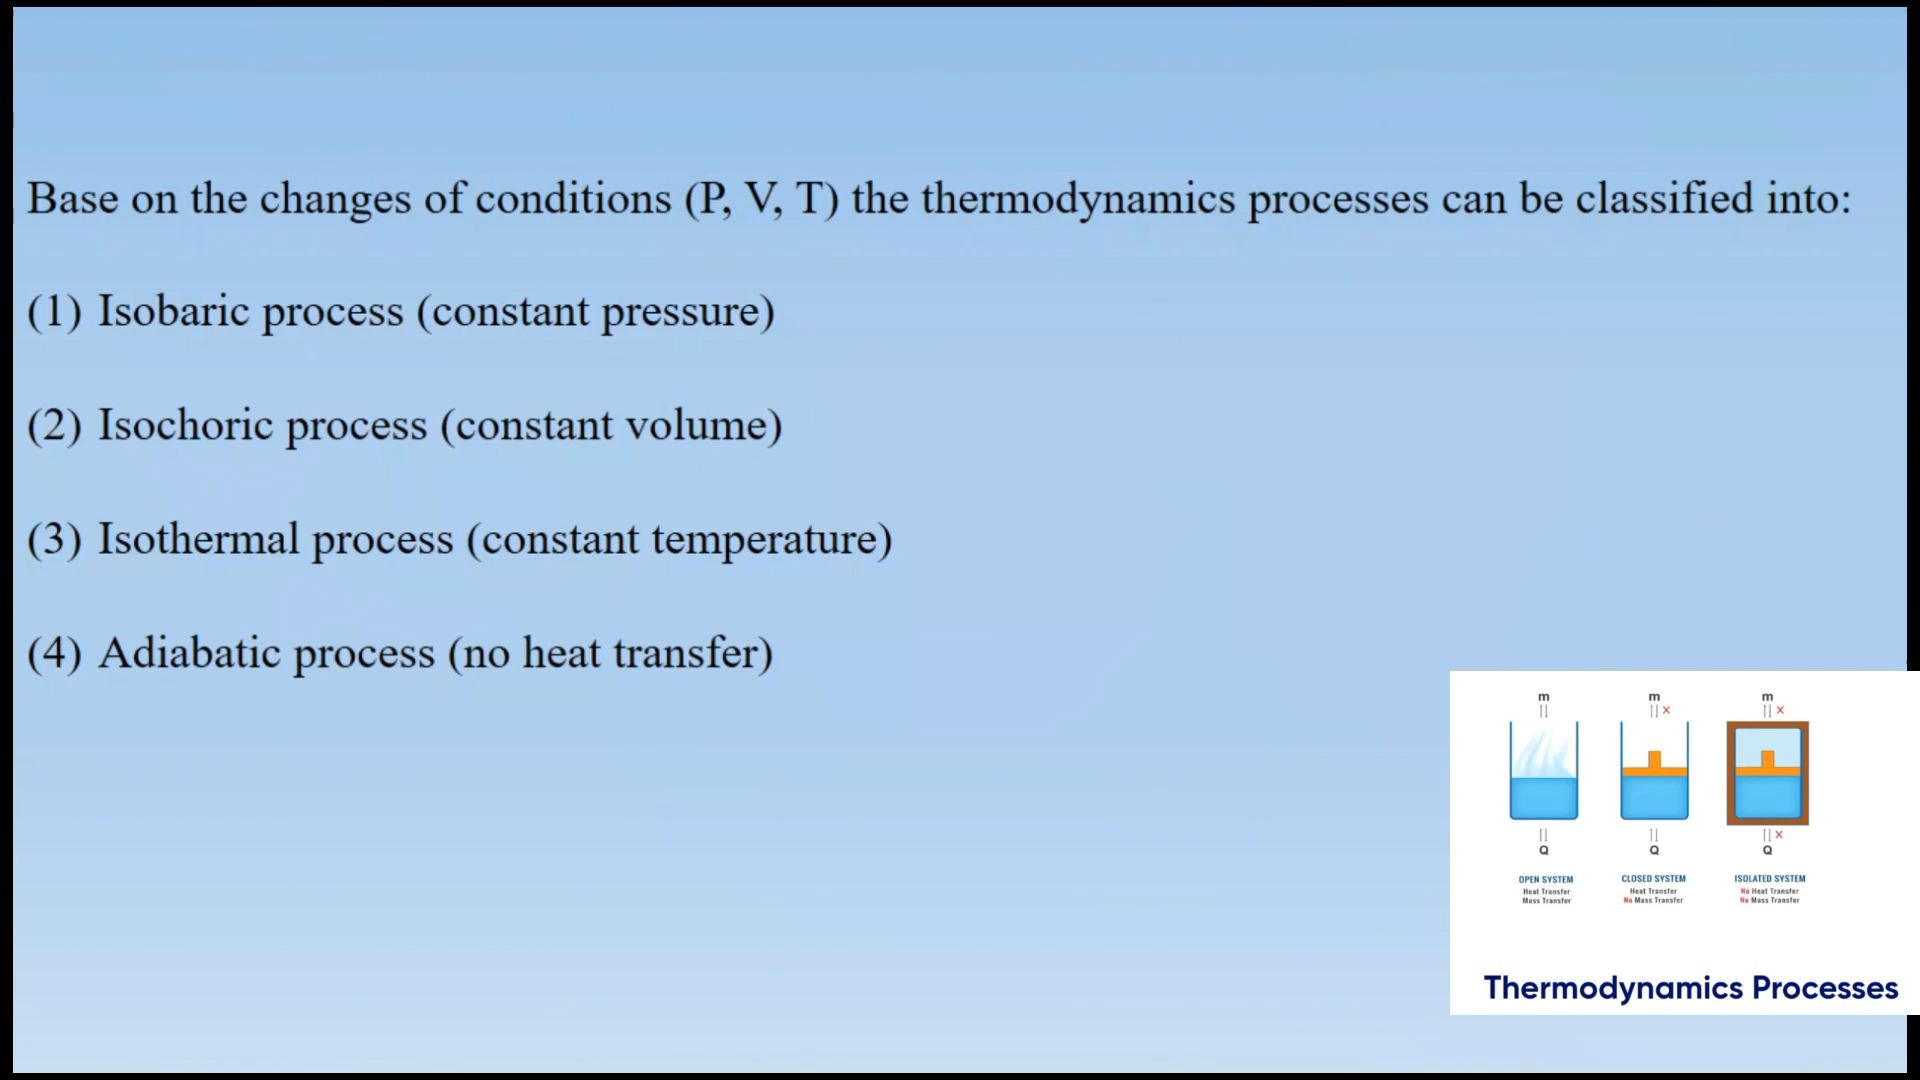 Base on the changes of conditions (P, V, T) the thermodynamics processes can be classified into:
(1) Isobaric process (constant pressure)
(2) Isochoric process (constant volume)
(3) Isothermal process (constant temperature)
(4) Adiabatic process (no heat transfer)
m m m
× ×
×
Q Q Q
OPEN SYSTEM CLOSED SYSTEM ISOLATED SYSTEM
Heat Transfer Heat Transfer No Heat Transfer
Mass Transfer No Mass Transfer No Mass Transfer
Thermodynamics Processes